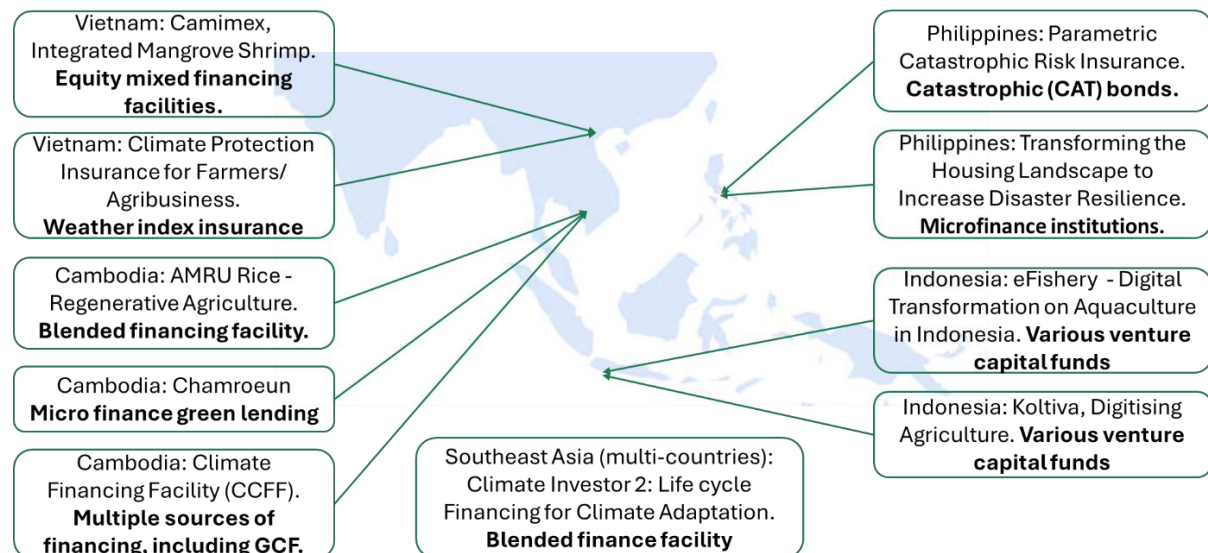 Vietnam: Camimex,
Integrated Mangrove Shrimp.
Equity mixed financing
facilities.
Vietnam: Climate Protection
Insurance for Farmers/
Agribusiness.
Weather index insurance
Cambodia: AMRU Rice -
Regenerative Agriculture.
Blended financing facility.
Cambodia: Chamroeun
Micro finance green lending
Cambodia: Climate
Financing Facility (CCFF).
Multiple sources of
financing, including GCF.
Southeast Asia (multi-countries):
Climate Investor 2: Life cycle
Financing for Climate Adaptation.
Blended finance facility
Philippines: Parametric
Catastrophic Risk Insurance.
Catastrophic (CAT) bonds.
Philippines: Transforming the
Housing Landscape to
Increase Disaster Resilience.
Microfinance institutions.
Indonesia: eFishery - Digital
Transformation on Aquaculture
in Indonesia. Various venture
capital funds
Indonesia: Koltiva, Digitising
Agriculture. Various venture
capital funds